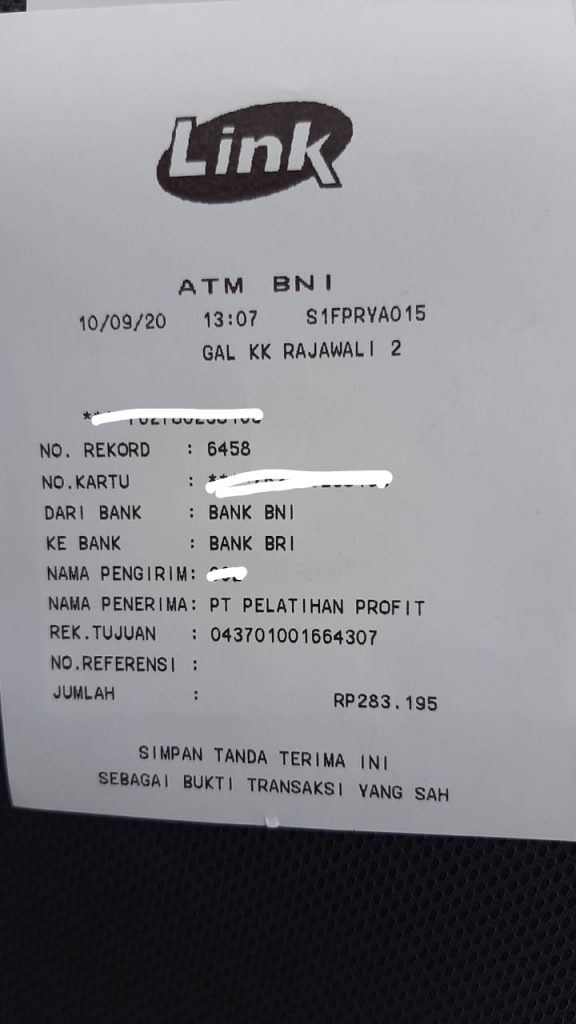 Link
ATM BNI
10/09/20 13:07 S1FPRYA015
GAL KK RAJAWALI 2
NO. REKORD : 6458
NO.KARTU :
DARI BANK : BANK BNI
KE BANK : BANK BRI
NAMA PENGIRIM:
NAMA PENERIMA: PT PELATIHAN PROFIT
REK.TUJUAN : 043701001664307
NO.REFERENSI :
JUMLAH : RP283.195
SIMPAN TANDA TERIMA INI
SEBAGAI BUKTI TRANSAKSI YANG SAH